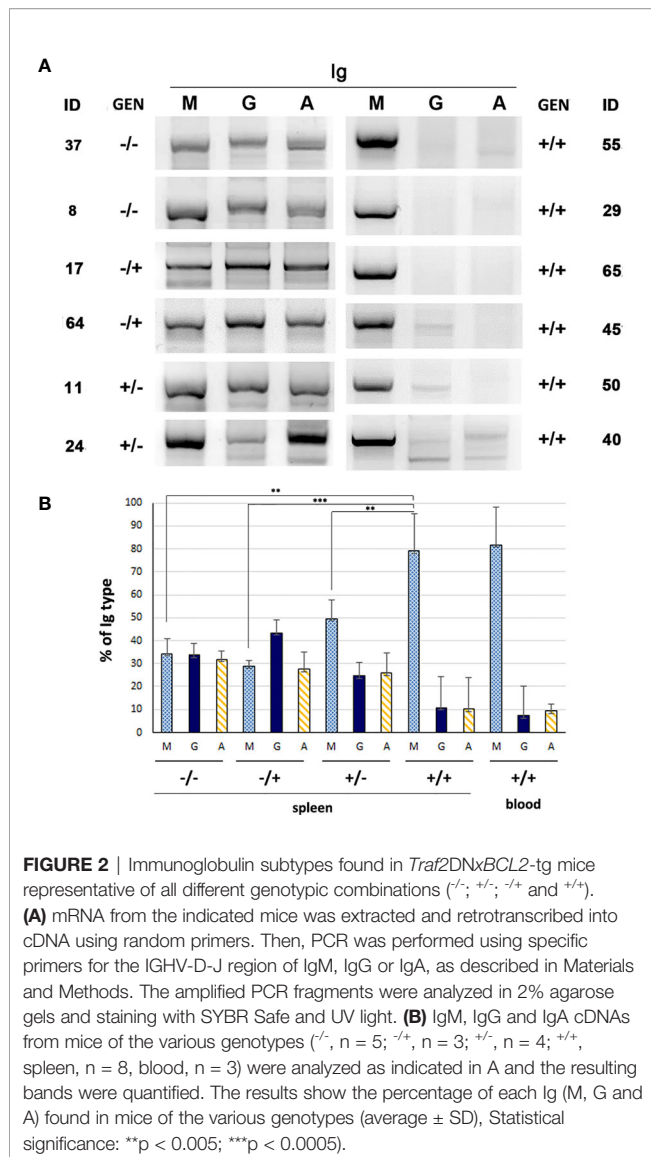 A
Ig
ID GEN M G A M G A GEN ID
37 -/- +/+ 55
8 -/- +/+ 29
17 -/+ +/+ 65
64 -/+ +/+ 45
11 +/- +/+ 50
24 +/- +/+ 40
B
**
***
**
% of Ig type
100
90
80
70
60
50
40
30
20
10
0
M G A M G A M G A M G A M G A
-/- -/+ +/- +/+ +/+
spleen blood
FIGURE 2 | Immunoglobulin subtypes found in Traf2DNxBCL2-tg mice
representative of all different genotypic combinations (-/-; +/-; -/+ and +/+).
(A) mRNA from the indicated mice was extracted and retrotranscribed into
cDNA using random primers. Then, PCR was performed using specific
primers for the IGHV-D-J region of IgM, IgG or IgA, as described in Materials
and Methods. The amplified PCR fragments were analyzed in 2% agarose
gels and staining with SYBR Safe and UV light. (B) IgM, IgG and IgA cDNAs
from mice of the various genotypes (-/-, n = 5; -/+, n = 3; +/-, n = 4; +/+,
spleen, n = 8, blood, n = 3) were analyzed as indicated in A and the resulting
bands were quantified. The results show the percentage of each Ig (M, G and
A) found in mice of the various genotypes (average ± SD), Statistical
significance: **p < 0.005; ***p < 0.0005).